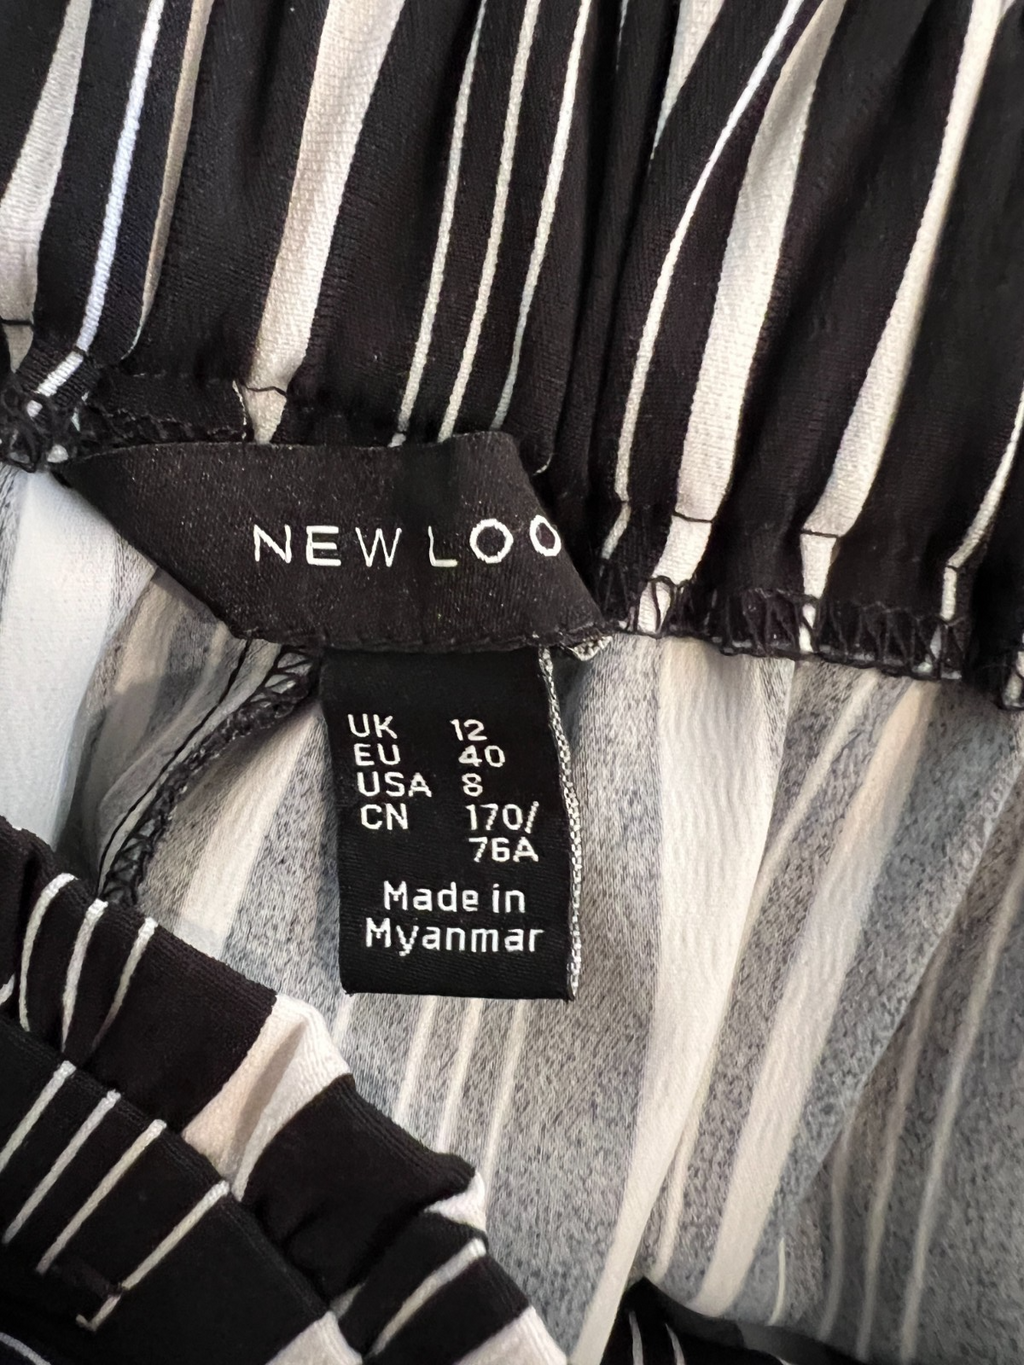 NEW LOO
UK 12
EU 40
USA 8
CN 170/
76A
Made in
Myanmar